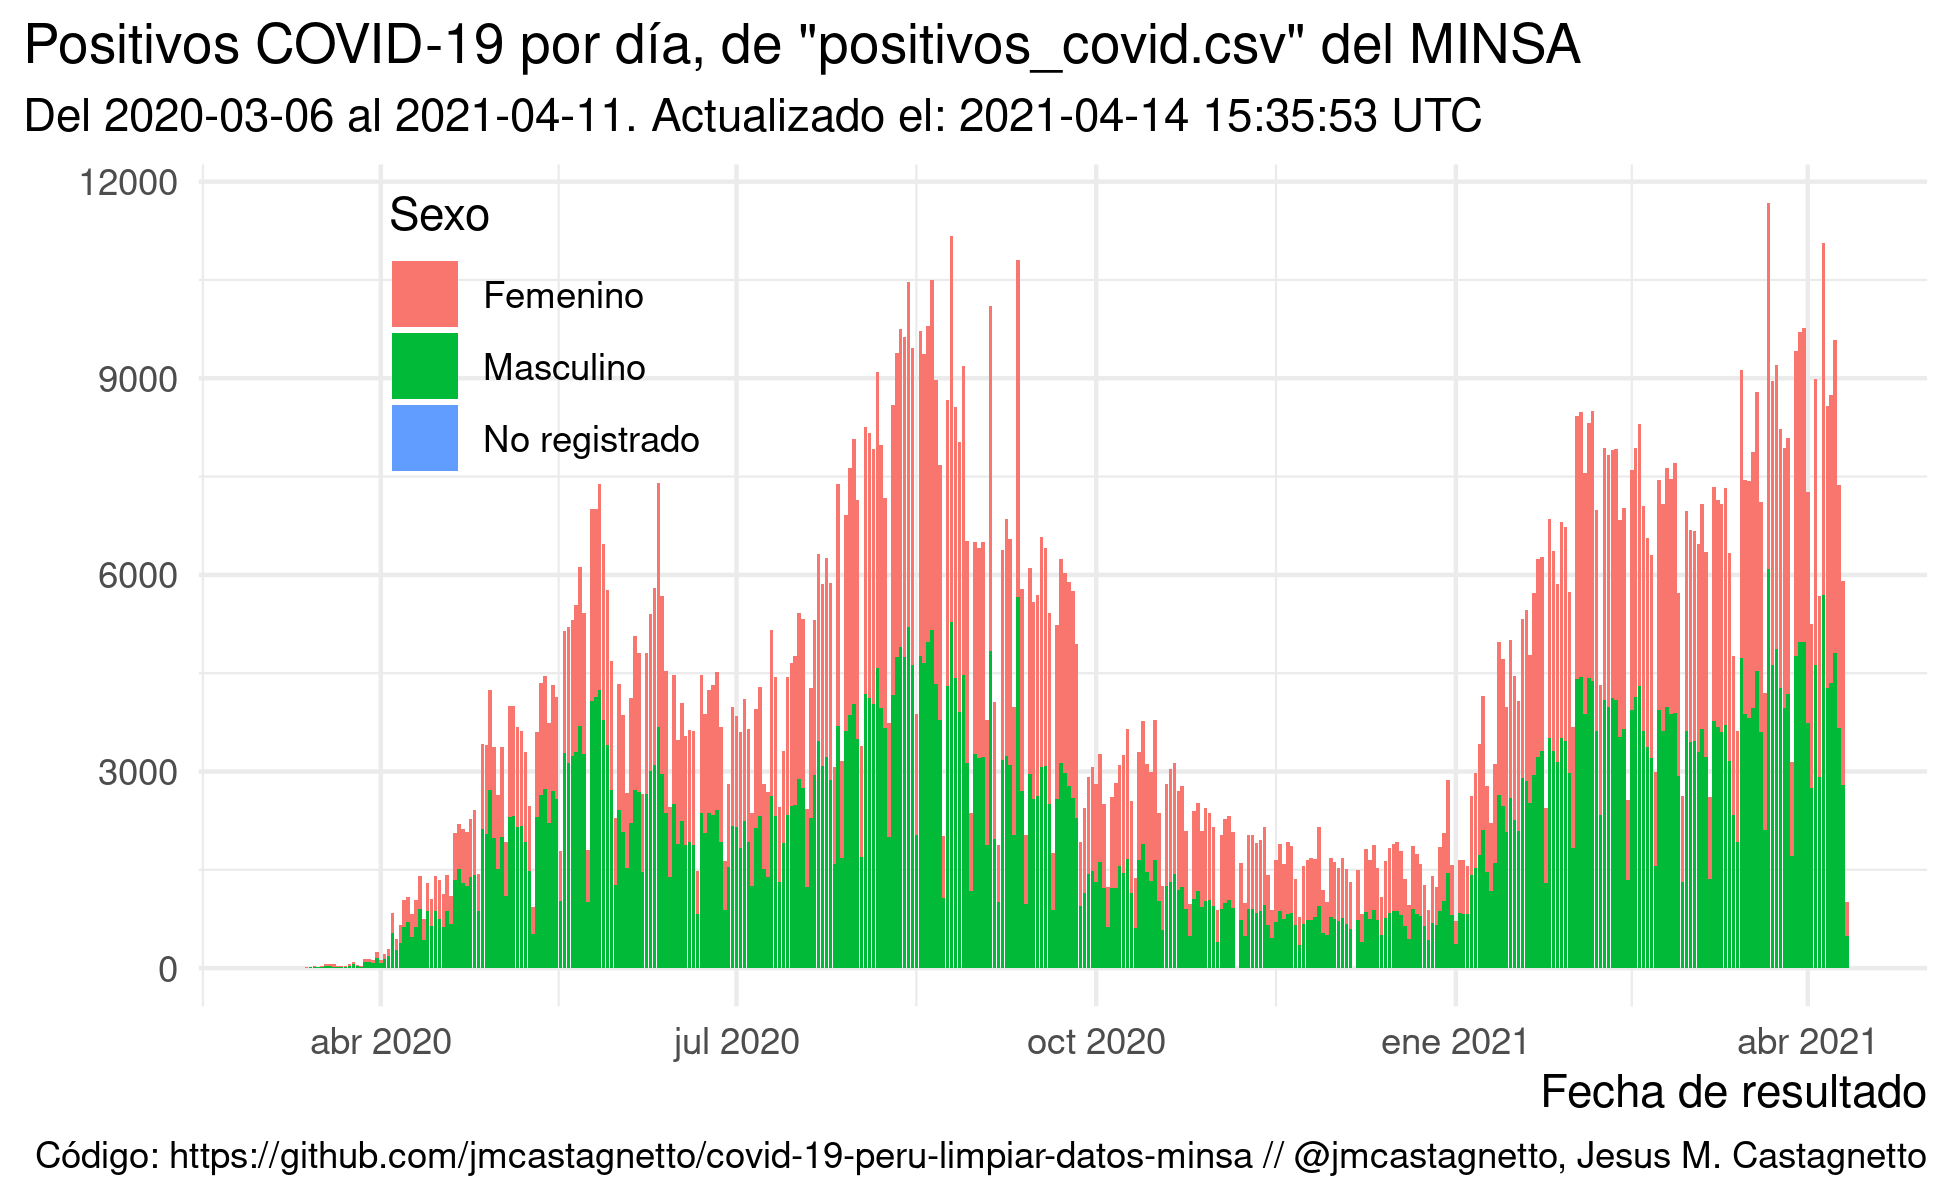 Positivos COVID-19 por día, de "positivos_covid.csv" del MINSA
Del 2020-03-06 al 2021-04-11. Actualizado el: 2021-04-14 15:35:53 UTC
12000
9000
6000
3000
0
Sexo
Femenino
Masculino
No registrado
abr 2020
jul 2020
oct 2020
ene 2021
abr 2021
Fecha de resultado
Código: https://github.com/jmcastagnetto/covid-19-peru-limpiar-datos-minsa // @jmcastagnetto, Jesus M. Castagnetto